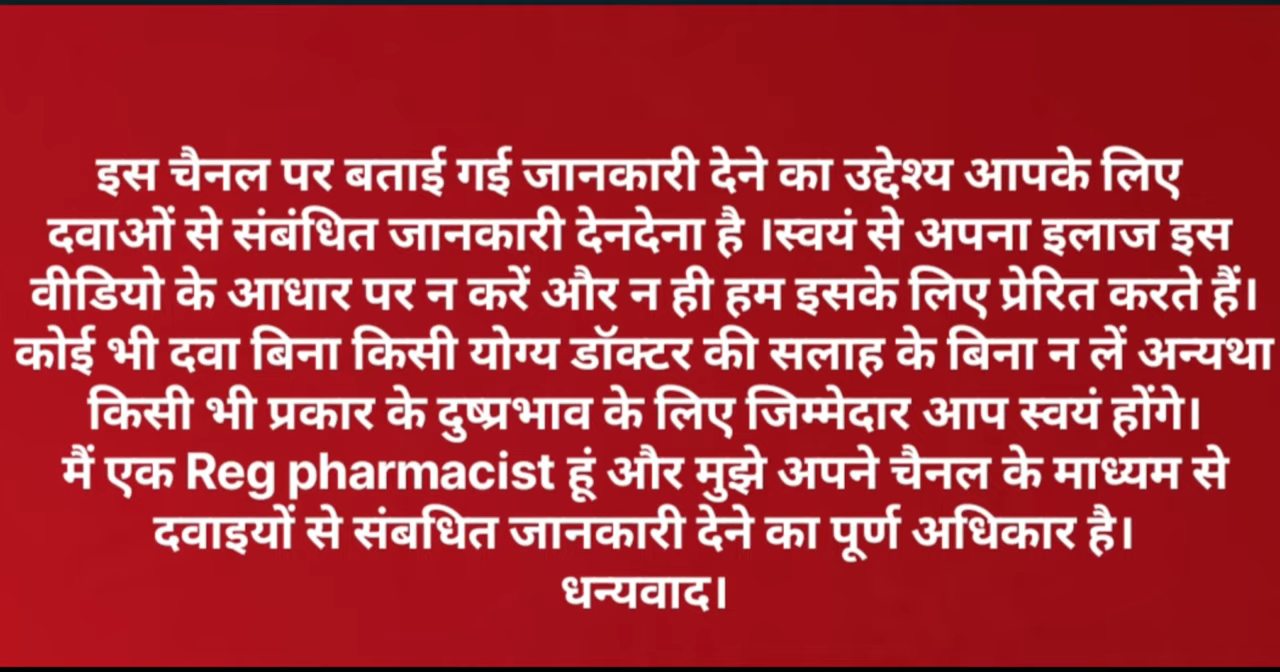 इस चैनल पर बताई गई जानकारी देने का उद्देश्य आपके लिए
दवाओं से संबंधित जानकारी देनदेना है ।स्वयं से अपना इलाज इस
वीडियो के आधार पर न करें और न ही हम इसके लिए प्रेरित करते हैं।
कोई भी दवा बिना किसी योग्य डॉक्टर की सलाह के बिना न लें अन्यथा
किसी भी प्रकार के दुष्प्रभाव के लिए जिम्मेदार आप स्वयं होंगे।
मैं एक Reg pharmacist हूं और मुझे अपने चैनल के माध्यम से
दवाइयों से संबधित जानकारी देने का पूर्ण अधिकार है।
धन्यवाद।